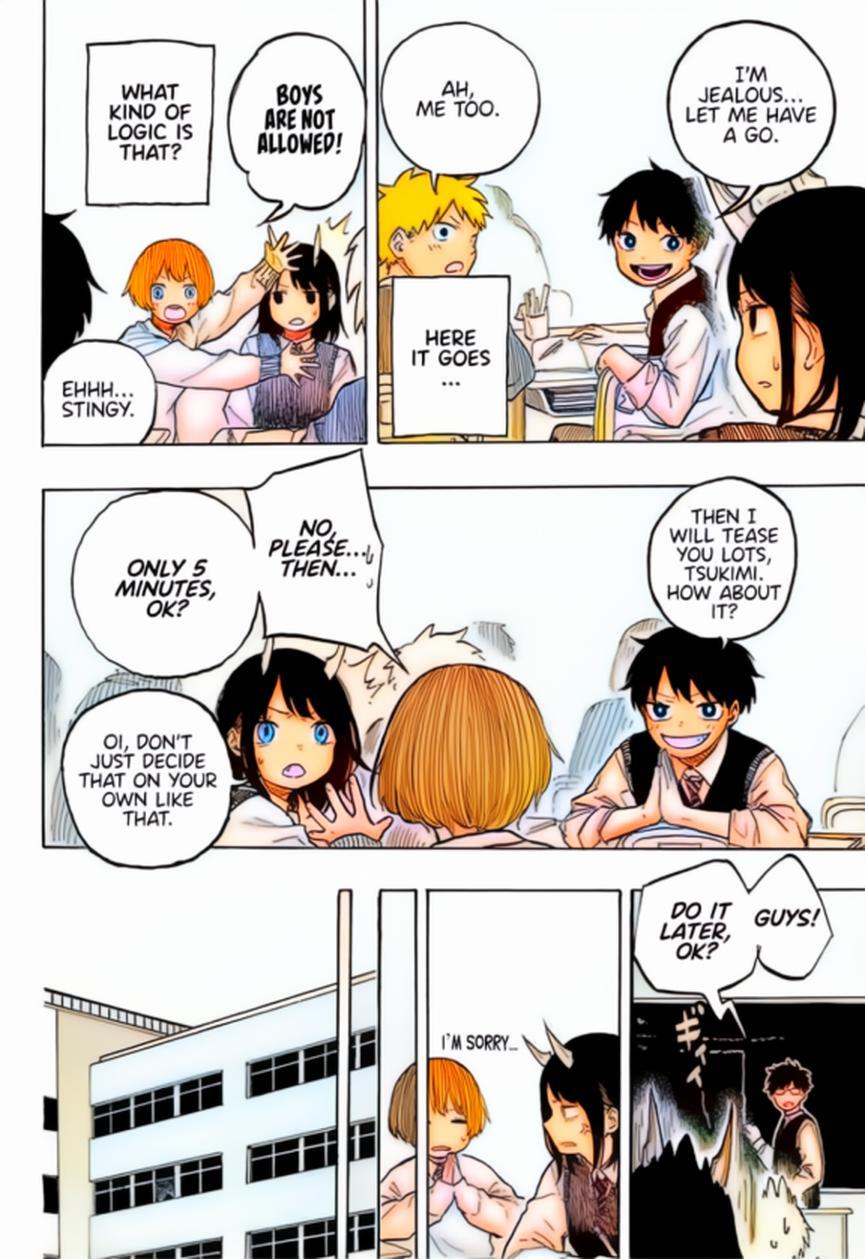 I'M
JEALOUS...
LET ME HAVE
A GO.
AH,
ME TOO.
HERE
IT GOES
...
BOYS
ARE NOT
ALLOWED!
WHAT
KIND OF
LOGIC IS
THAT?
EHHH...
STINGY.
THEN I
WILL TEASE
YOU LOTS,
TSUKIMI.
HOW ABOUT
IT?
NO,
PLEASE...
THEN...
ONLY 5
MINUTES,
OK?
OI, DON'T
JUST DECIDE
THAT ON YOUR
OWN LIKE
THAT.
GUYS!
DO IT
LATER,
OK?
ギィィ
I'M SORRY...